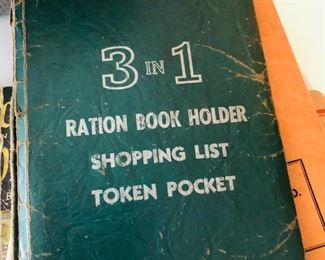 3 IN 1
RATION BOOK HOLDER
SHOPPING LIST
TOKEN POCKET